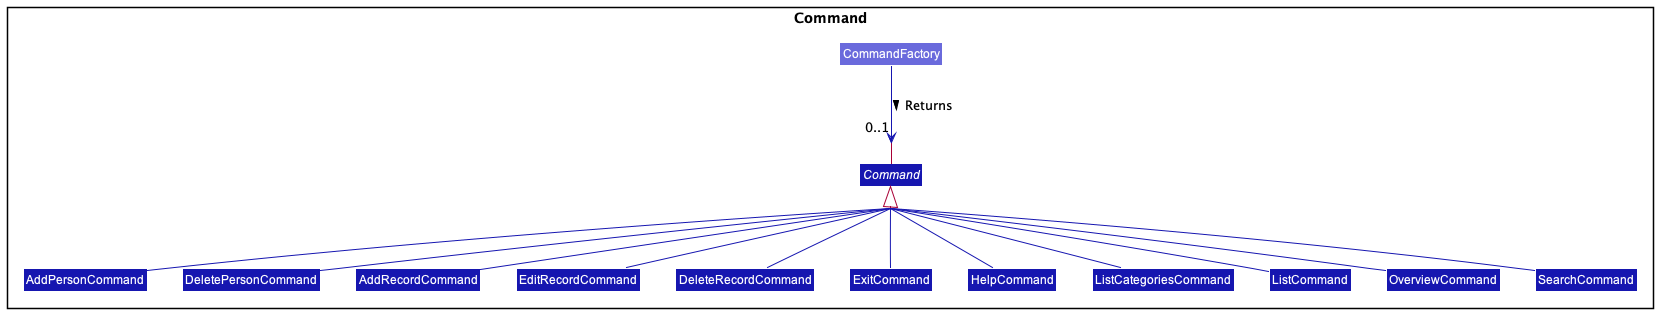 Command
CommandFactory
Returns
0..1
Command
AddPersonCommand
DeletePersonCommand
AddRecordCommand
EditRecordCommand
DeleteRecordCommand
ExitCommand
HelpCommand
ListCategoriesCommand
ListCommand
OverviewCommand
SearchCommand